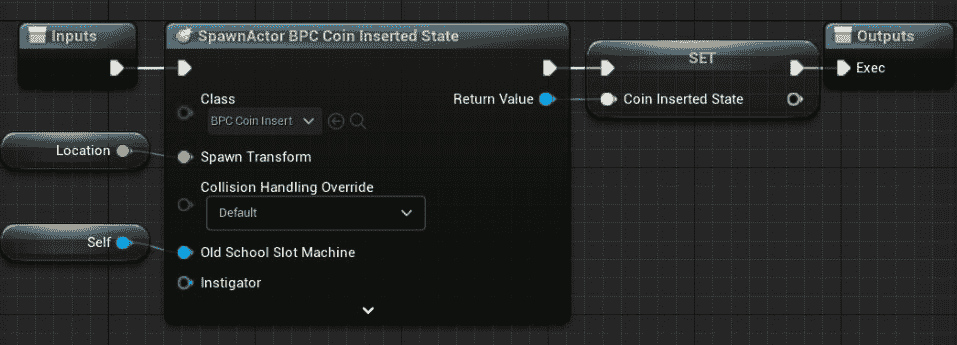 Inputs
SpawnActor BPC Coin Inserted State
SET
Outputs
Exec
Class
Return Value
Coin Inserted State
BPC Coin Insert
Location
Spawn Transform
Collision Handling Override
Default
Self
Old School Slot Machine
Instigator